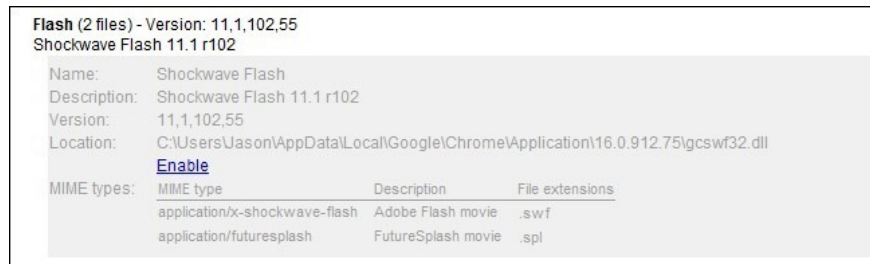 Flash (2 files) - Version: 11,1,102,55
Shockwave Flash 11.1 r102
Name: Shockwave Flash
Description: Shockwave Flash 11.1 r102
Version: 11,1,102,55
Location: C:\Users\Jason\AppData\Local\Google\Chrome\Application\16.0.912.75\gcswf32.dll
Enable
MIME types: MIME type Description File extensions
application/x-shockwave-flash Adobe Flash movie .swf
application/futuresplash FutureSplash movie .spl